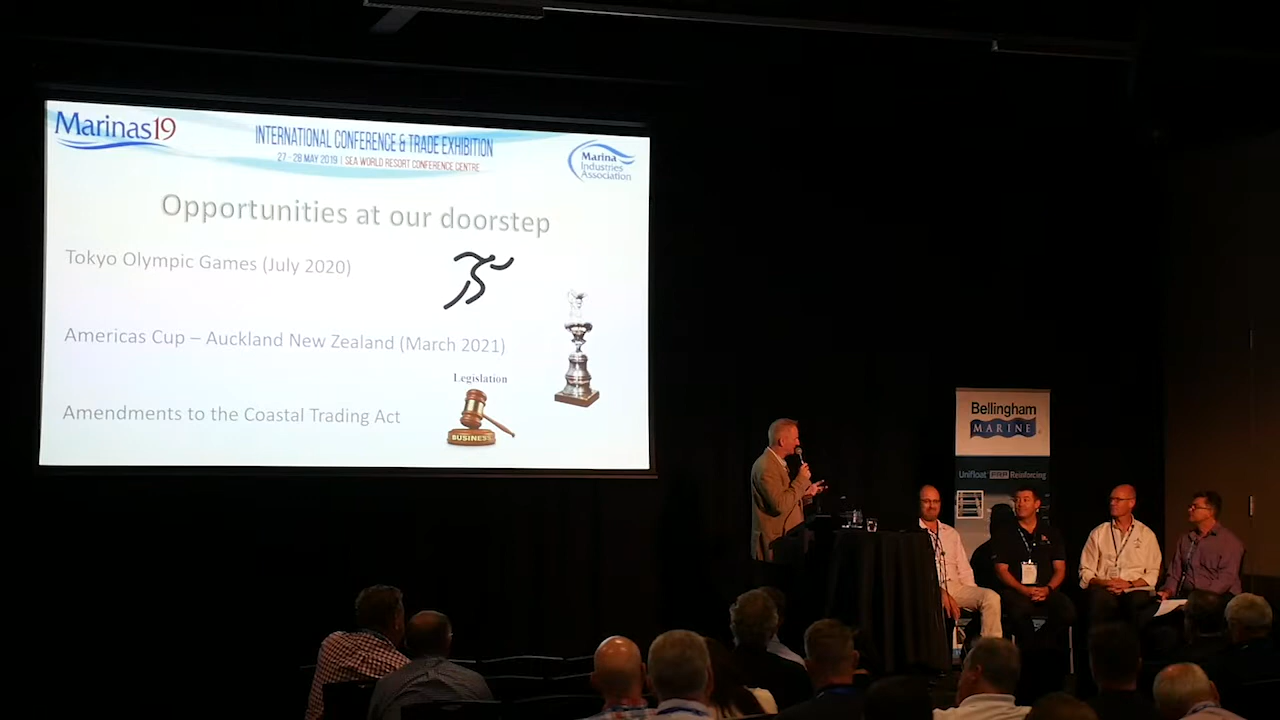 Marinas19
INTERNATIONAL CONFERENCE & TRADE EXHIBITION
27-28 MAY 2019 | SEA WORLD RESORT CONFERENCE CENTRE
Marina
Industries
Association
Opportunities at our doorstep
Tokyo Olympic Games (July 2020)
Americas Cup – Auckland New Zealand (March 2021)
Legislation
Amendments to the Coastal Trading Act
BUSINESS
Bellingham
MARINE
Unifloat FRP Reinforcing